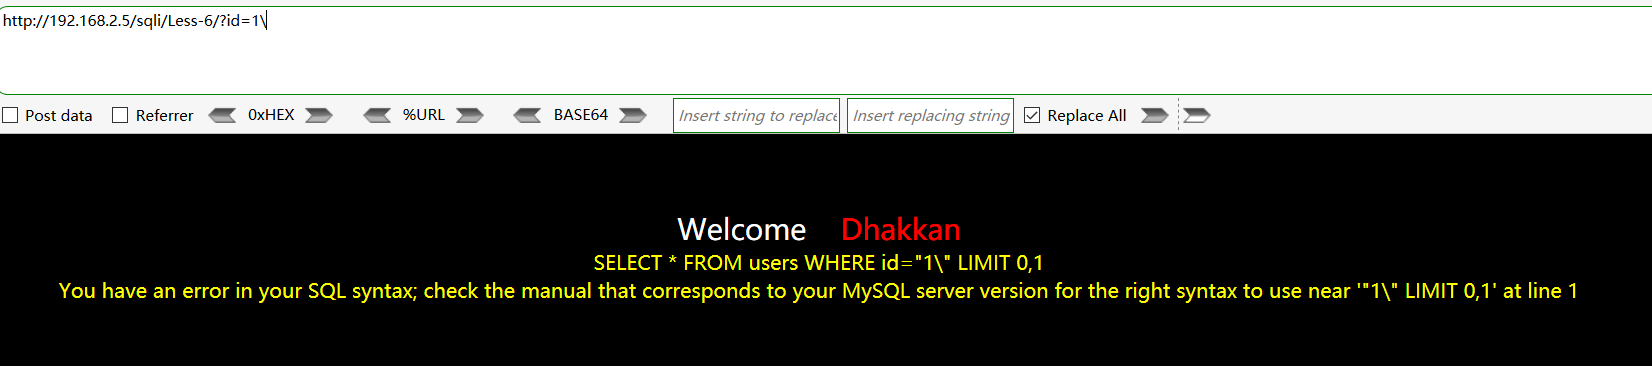 http://192.168.2.5/sqli/Less-6/?id=1\
Post data Referrer 0xHEX %URL BASE64 Insert string to replace Insert replacing string Replace All
Welcome Dhakkan
SELECT * FROM users WHERE id="1\" LIMIT 0,1
You have an error in your SQL syntax; check the manual that corresponds to your MySQL server version for the right syntax to use near '"1\" LIMIT 0,1' at line 1